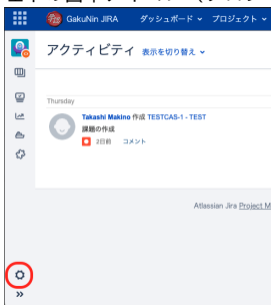 GakuNin JIRA ダッシュボード プロジェクト
アクティビティ 表示を切り替え
Thursday
Takashi Makino 作成 TESTCAS-1 - TEST
課題の作成
2日前 コメント
Atlassian Jira Project M